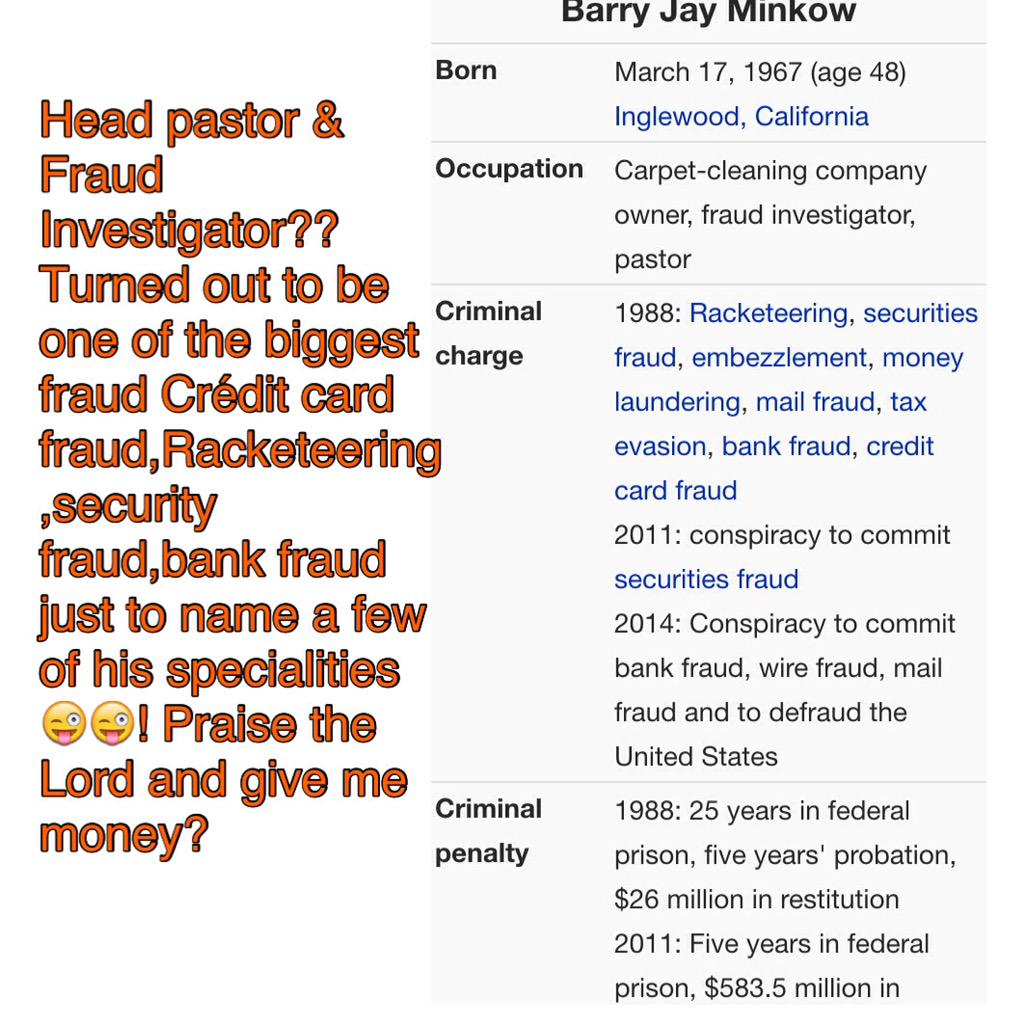 Head pastor &
Fraud
Investigator??
Turned out to be
one of the biggest
fraud Crédit card
fraud,Racketeering
,security
fraud,bank fraud
just to name a few
of his specialities
😜😜! Praise the
Lord and give me
money?
Barry Jay Minkow
Born
March 17, 1967 (age 48)
Inglewood, California
Occupation
Carpet-cleaning company
owner, fraud investigator,
pastor
Criminal
charge
1988: Racketeering, securities
fraud, embezzlement, money
laundering, mail fraud, tax
evasion, bank fraud, credit
card fraud
2011: conspiracy to commit
securities fraud
2014: Conspiracy to commit
bank fraud, wire fraud, mail
fraud and to defraud the
United States
Criminal
penalty
1988: 25 years in federal
prison, five years' probation,
$26 million in restitution
2011: Five years in federal
prison, $583.5 million in